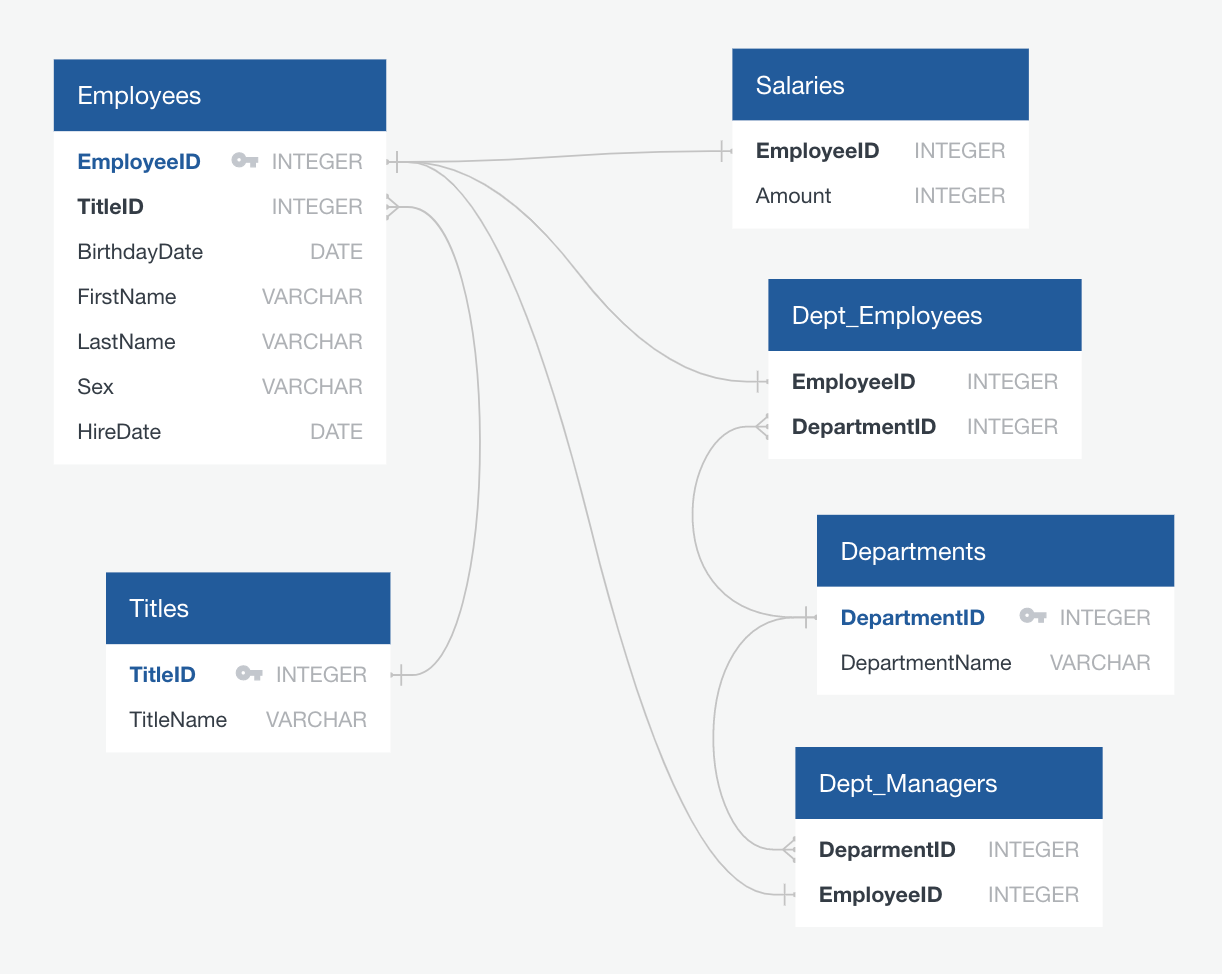 Employees
EmployeeID INTEGER
TitleID INTEGER
BirthdayDate DATE
FirstName VARCHAR
LastName VARCHAR
Sex VARCHAR
HireDate DATE
Titles
TitleID INTEGER
TitleName VARCHAR
Salaries
EmployeeID INTEGER
Amount INTEGER
Dept_Employees
EmployeeID INTEGER
DepartmentID INTEGER
Departments
DepartmentID INTEGER
DepartmentName VARCHAR
Dept_Managers
DeparmentID INTEGER
EmployeeID INTEGER